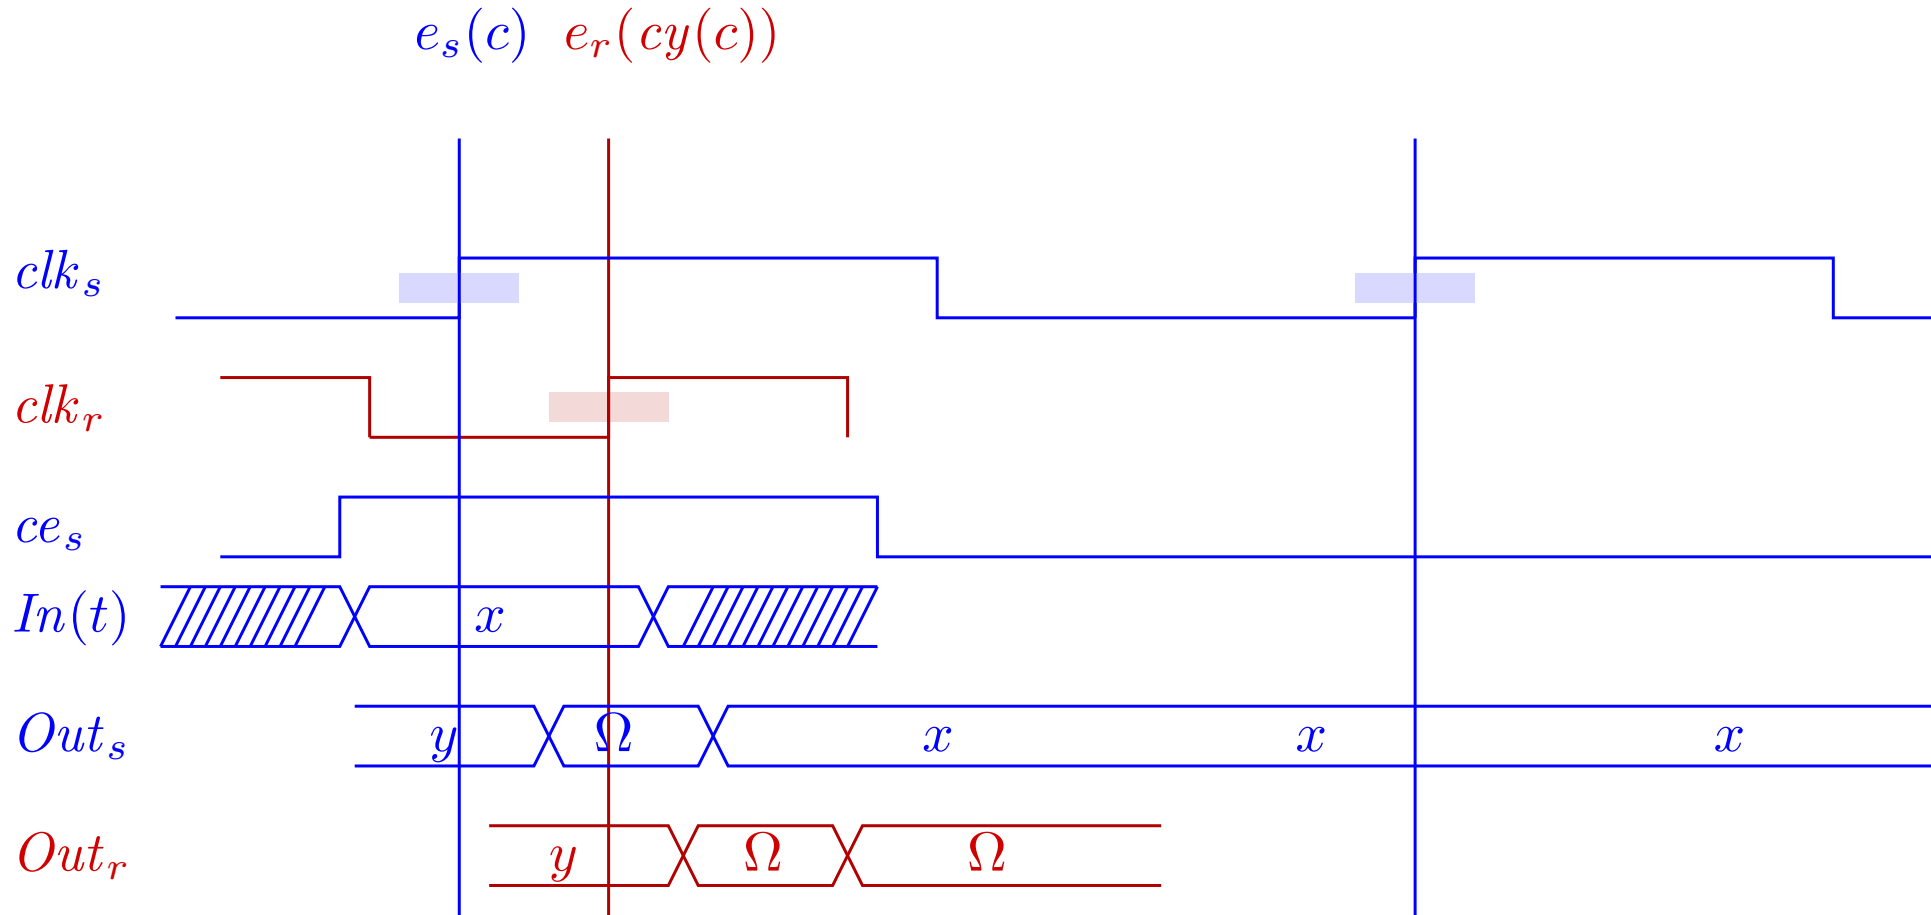 e_s(c) e_r(cy(c))
clk_s
clk_r
ce_s
In(t) x
Out_s y Ω x x x
Out_r y Ω Ω